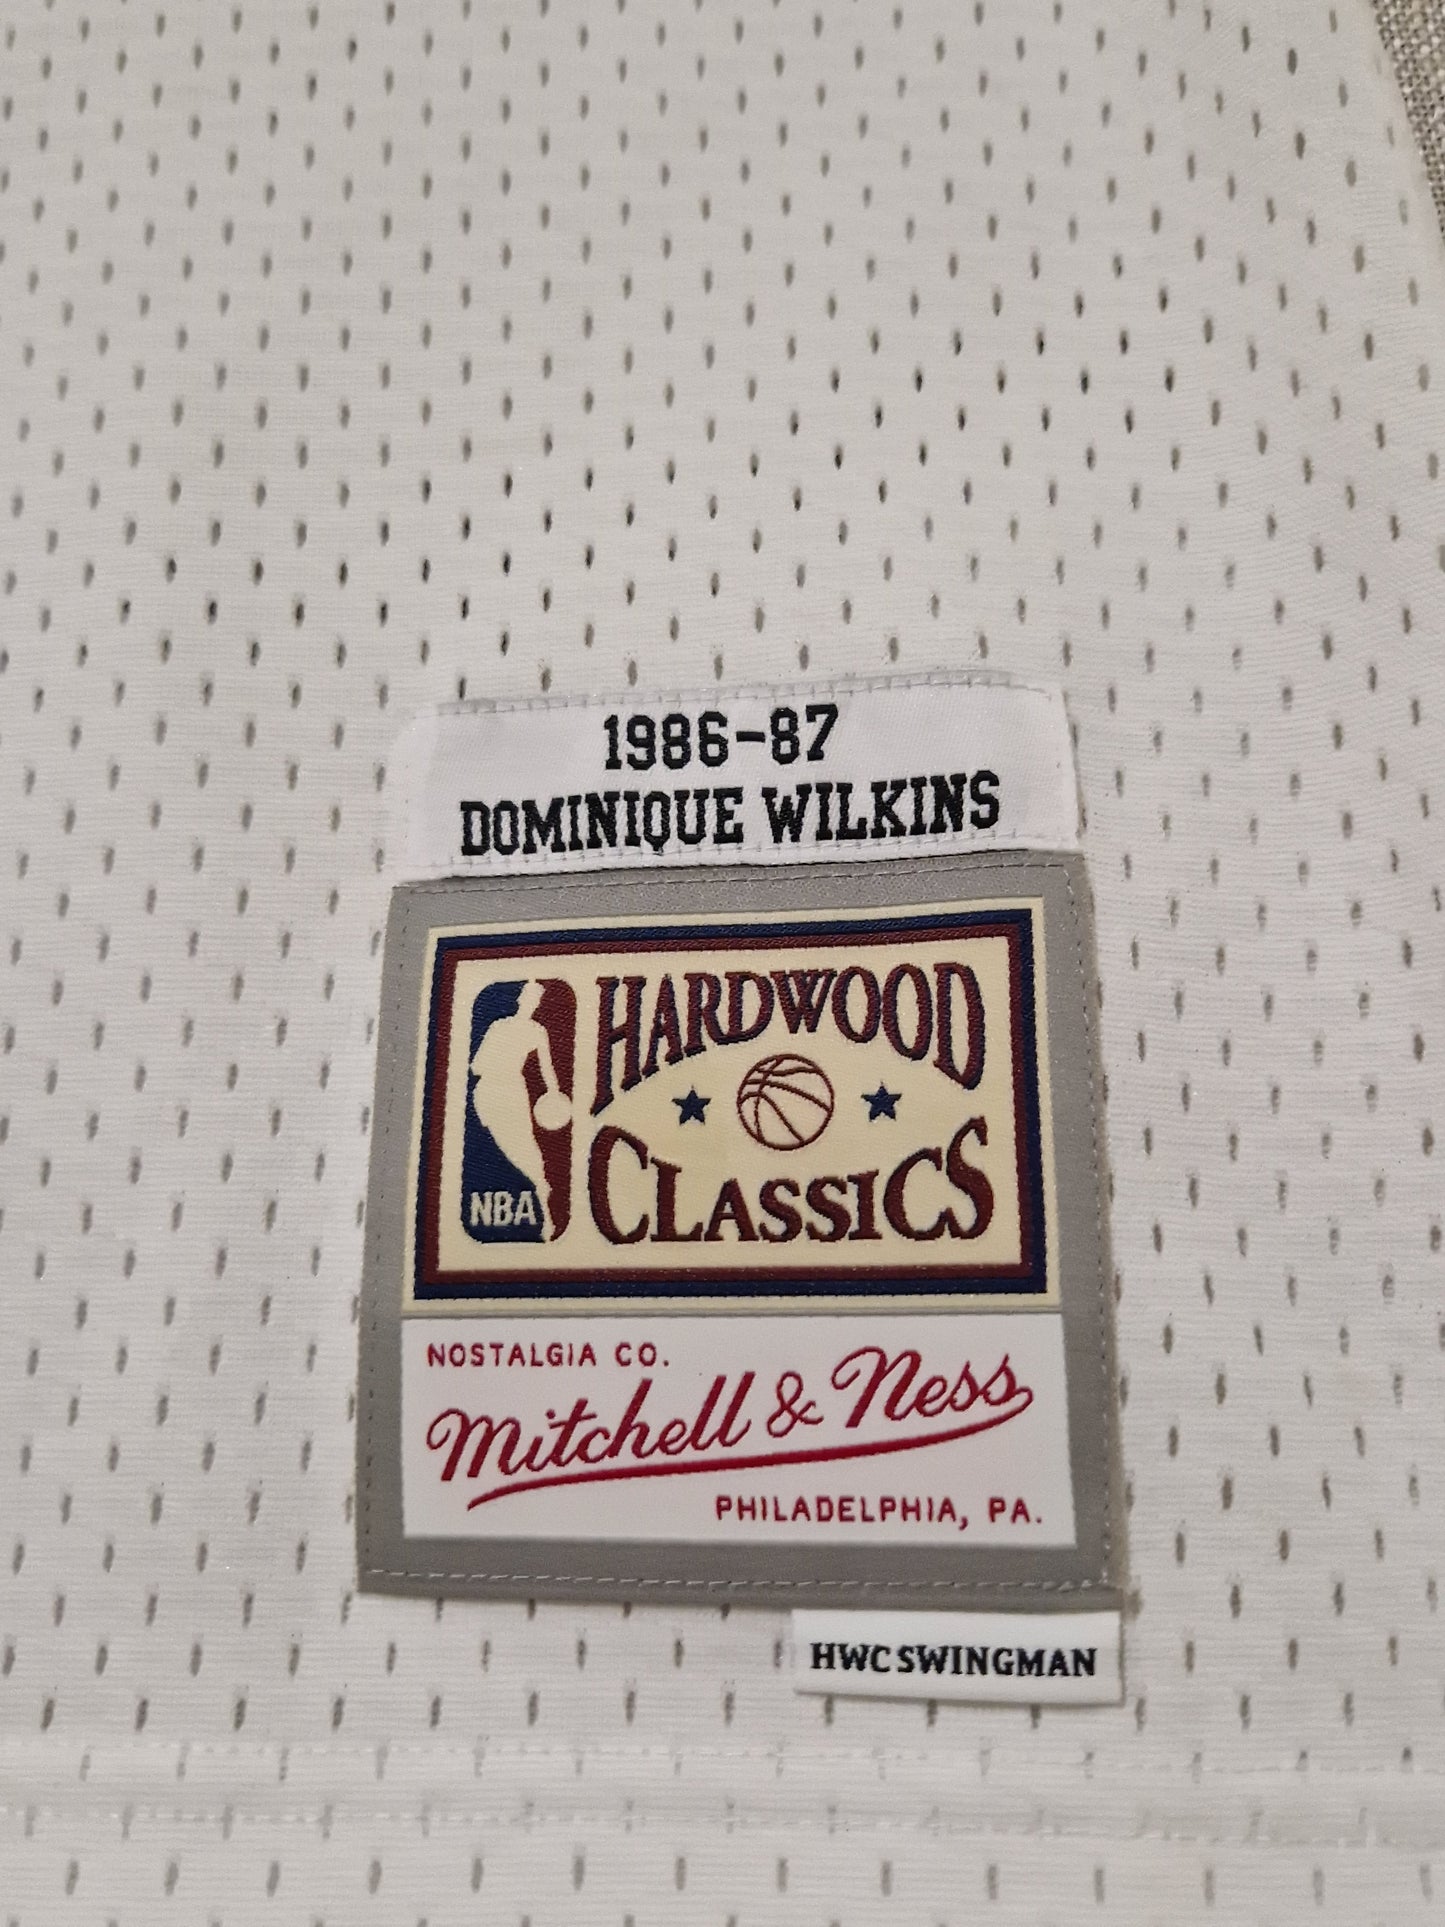 1986-87
DOMINIQUE WILKINS
HARDWOOD
CLASSICS
NBA
NOSTALGIA CO.
Mitchell & Ness
PHILADELPHIA, PA.
HWC SWINGMAN